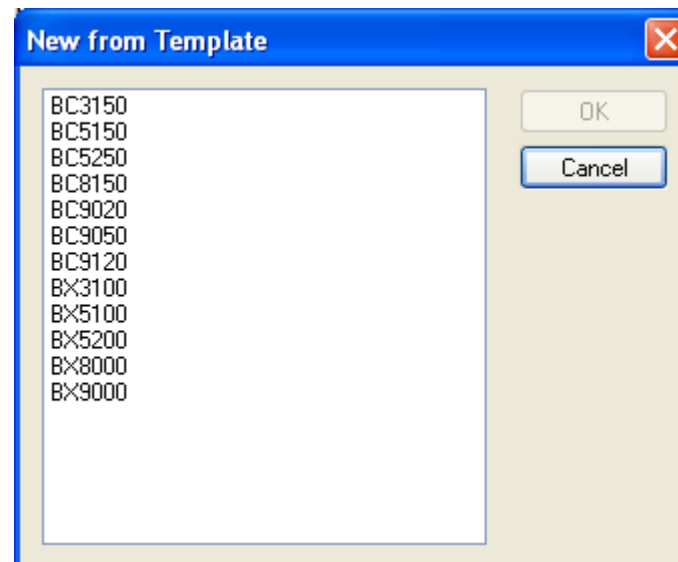 New from Template
BC3150
OK
BC5150
BC5250
Cancel
BC8150
BC9020
BC9050
BC9120
BX3100
BX5100
BX5200
BX8000
BX9000